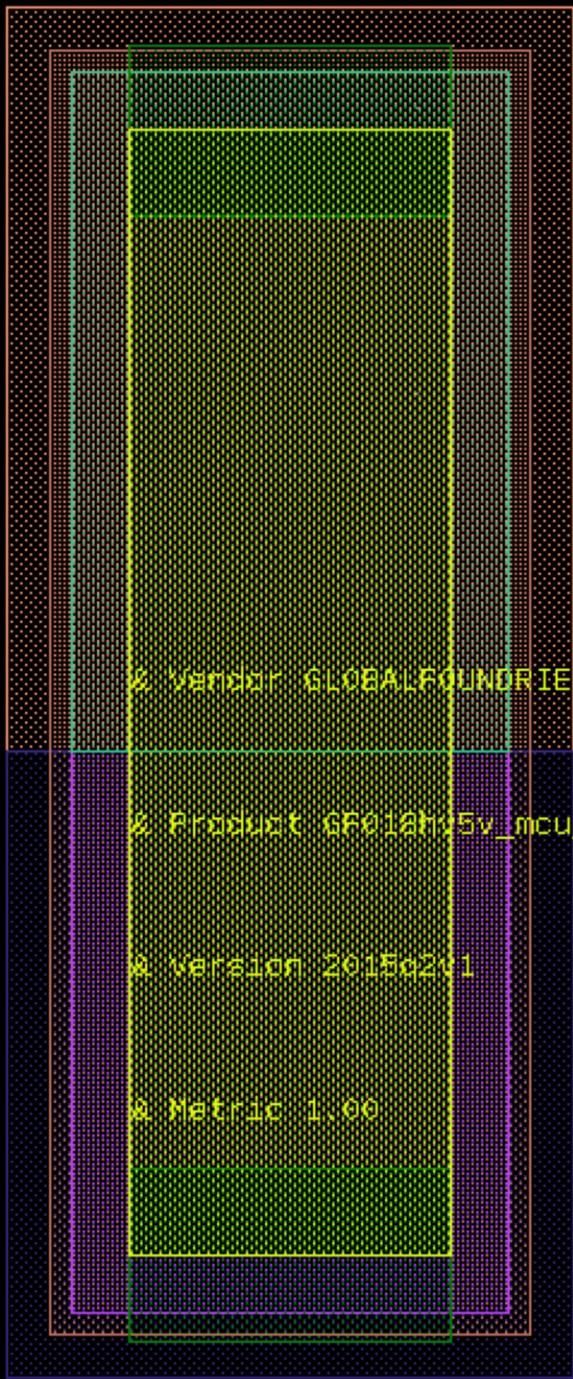 & Vendor GLOBALFOUNDRIE
& Product GF018hv5v_mcu
& Version 2015q2v1
& Metric 1.00